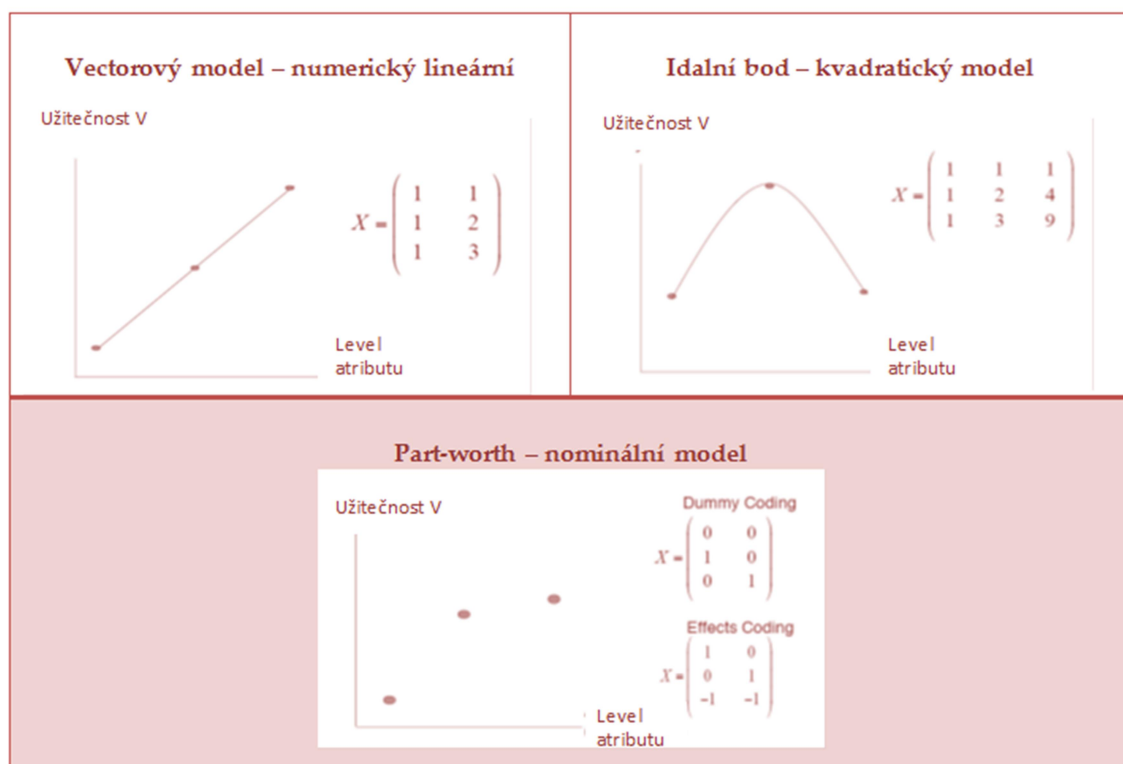 Vectorový model – numerický lineární
Užitečnost V
X = ( 1 1
1 2
1 3 )
Level
atributu
Idalní bod – kvadratický model
Užitečnost V
X = ( 1 1 1
1 2 4
1 3 9 )
Level
atributu
Part-worth – nominální model
Užitečnost V
Dummy Coding
X = ( 0 0
1 0
0 1 )
Effects Coding
X = ( 1 0
0 1
-1 -1 )
Level
atributu